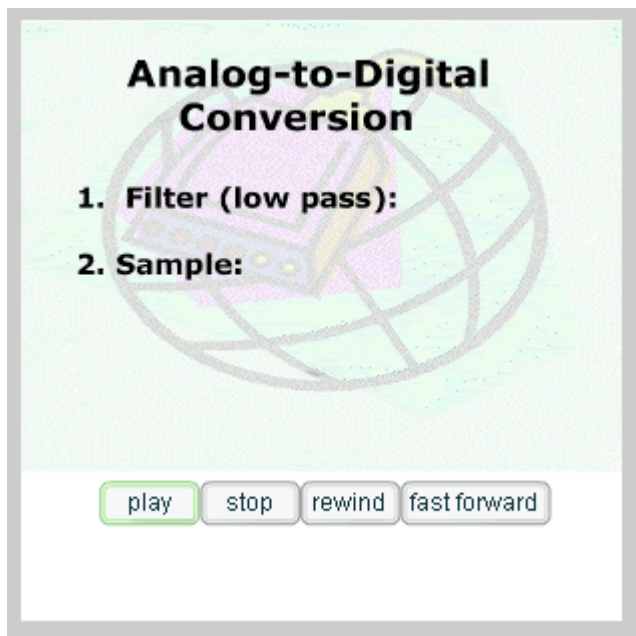 Analog-to-Digital
Conversion
1. Filter (low pass):
2. Sample:
play stop rewind fast forward